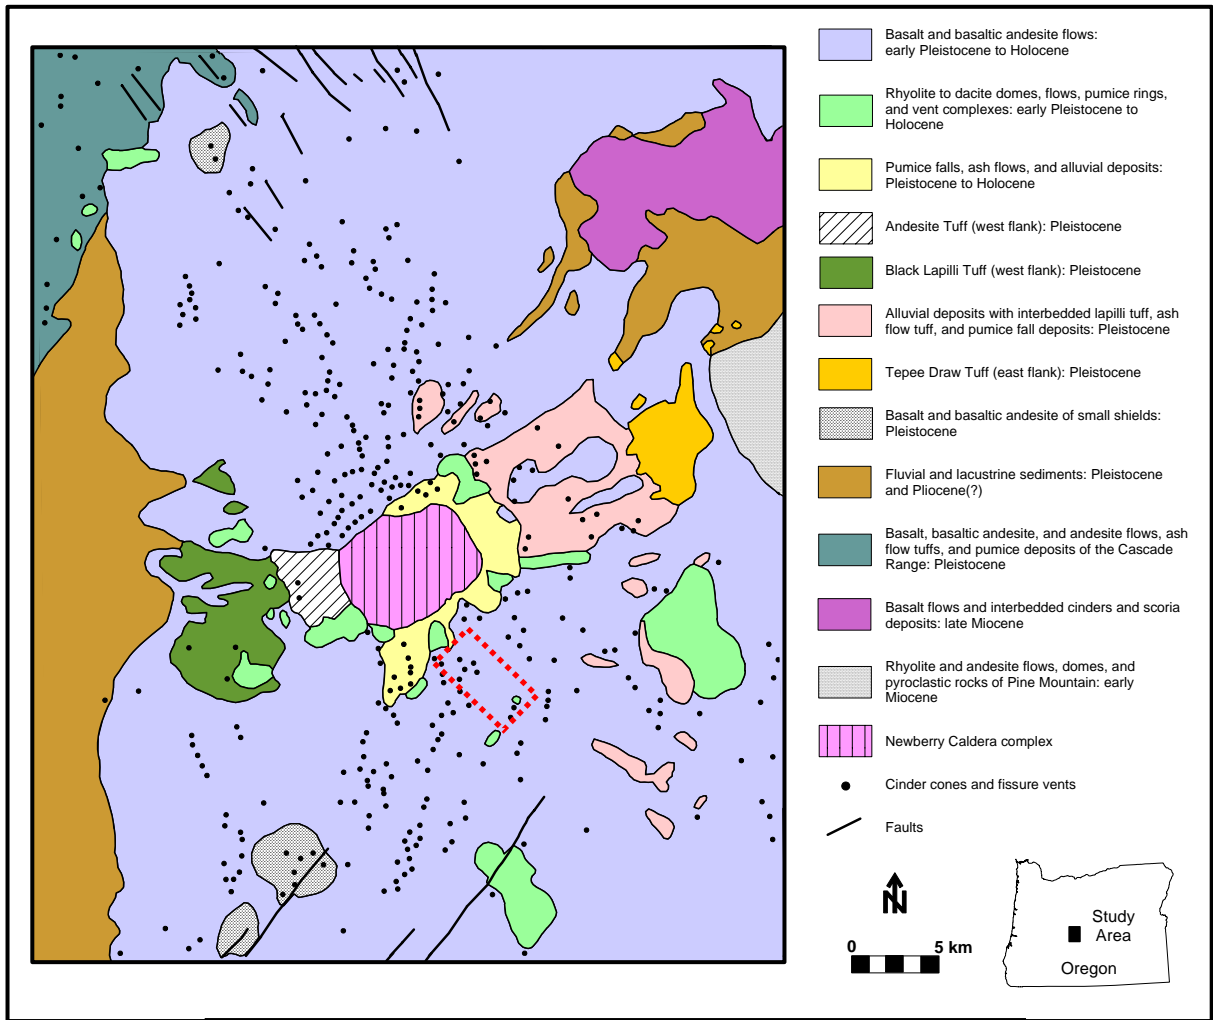 Basalt and basaltic andesite flows:
early Pleistocene to Holocene
Rhyolite to dacite domes, flows, pumice rings,
and vent complexes: early Pleistocene to
Holocene
Pumice falls, ash flows, and alluvial deposits:
Pleistocene to Holocene
Andesite Tuff (west flank): Pleistocene
Black Lapilli Tuff (west flank): Pleistocene
Alluvial deposits with interbedded lapilli tuff, ash
flow tuff, and pumice fall deposits: Pleistocene
Tepee Draw Tuff (east flank): Pleistocene
Basalt and basaltic andesite of small shields:
Pleistocene
Fluvial and lacustrine sediments: Pleistocene
and Pliocene(?)
Basalt, basaltic andesite, and andesite flows, ash
flow tuffs, and pumice deposits of the Cascade
Range: Pleistocene
Basalt flows and interbedded cinders and scoria
deposits: late Miocene
Rhyolite and andesite flows, domes, and
pyroclastic rocks of Pine Mountain: early
Miocene
Newberry Caldera complex
Cinder cones and fissure vents
Faults
N
0 5 km
Study
Area
Oregon